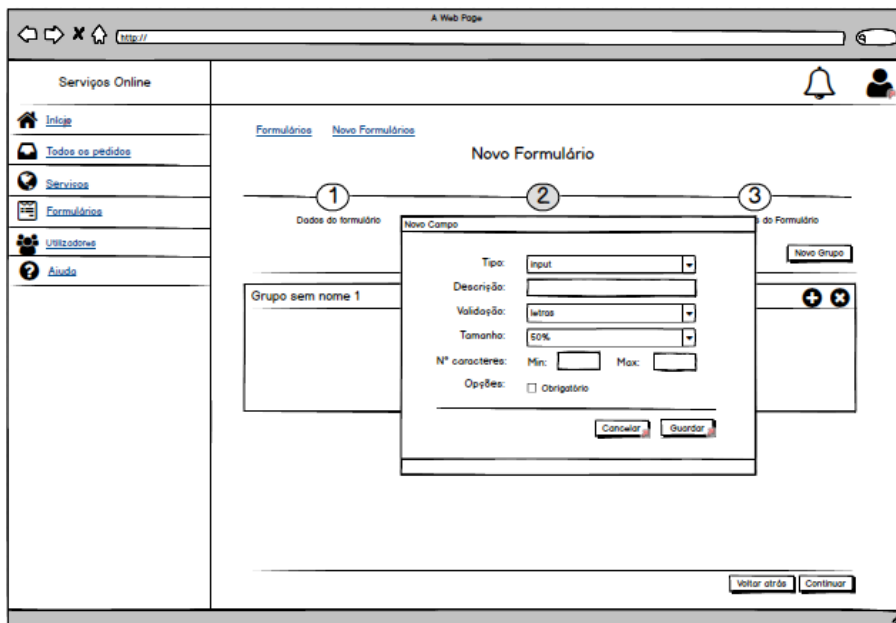 A Web Page
http://
Serviços Online
Início
Todos os pedidos
Servicos
Formulários
Utilizadores
Ajuda
Formulários Novo Formulários
Novo Formulário
1 2 3
Dados do formulário
s do Formulário
Novo Grupo
Grupo sem nome 1
Novo Campo
Tipo: input
Descrição:
Validação: letras
Tamanho: 50%
Nº caracteres: Min: Max:
Opções: Obrigatório
Cancelar Guardar
Voltar atrás Continuar